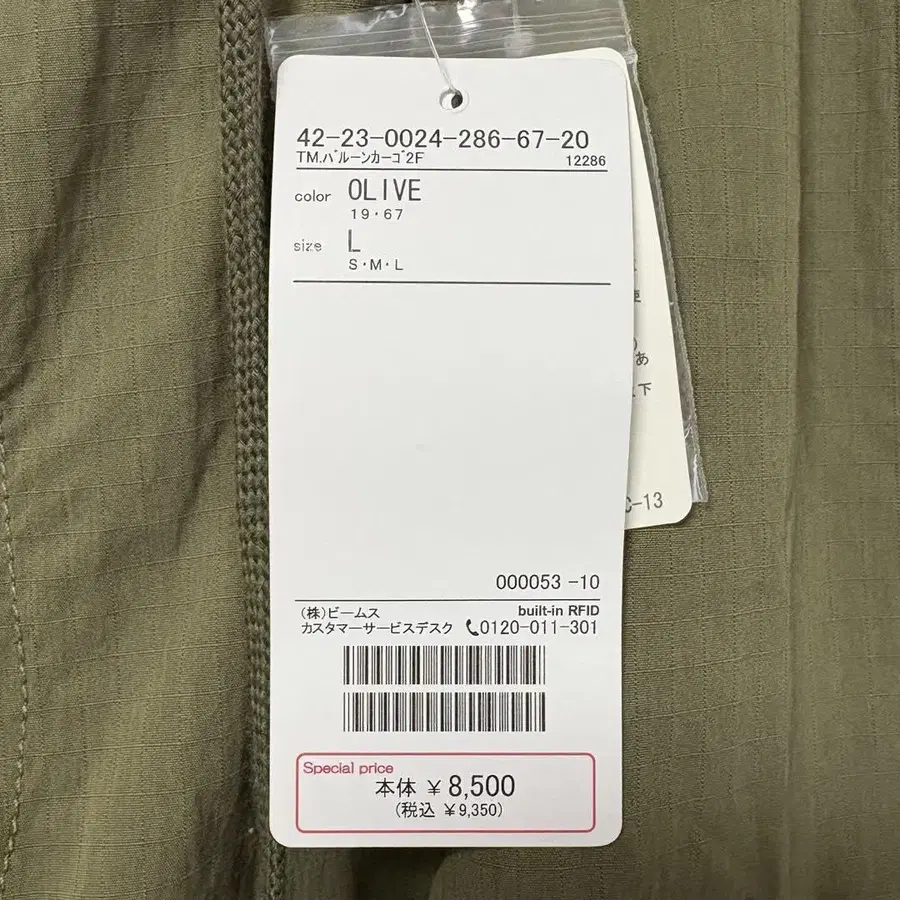 42-23-0024-286-67-20
TM.バルーンカーゴ2F 12286
color OLIVE
19・67
size L
S・M・L
000053 -10
(株)ビームス built-in RFID
カスタマーサービスデスク 0120-011-301
Special price
本体 ¥8,500
(税込 ¥9,350)
あ
下
C-13